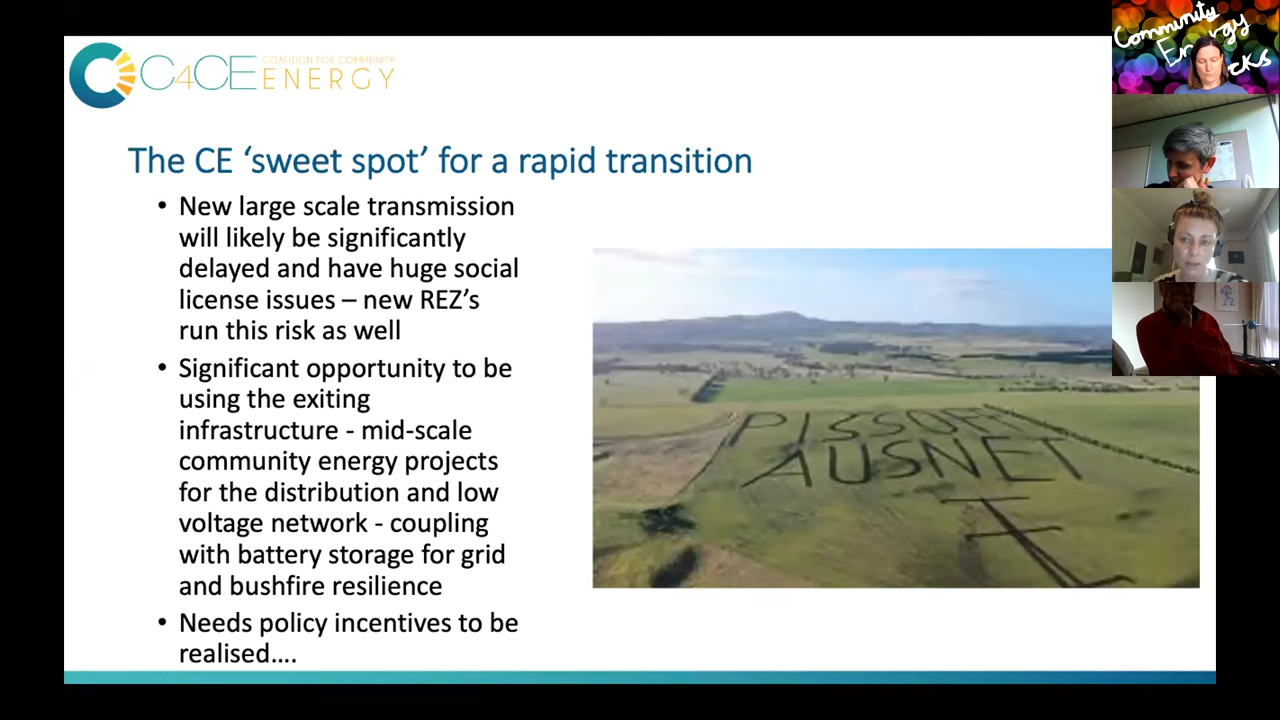 C4CE COALITION FOR COMMUNITY
ENERGY
The CE ‘sweet spot’ for a rapid transition
• New large scale transmission
will likely be significantly
delayed and have huge social
license issues – new REZ’s
run this risk as well
• Significant opportunity to be
using the exiting
infrastructure - mid-scale
community energy projects
for the distribution and low
voltage network - coupling
with battery storage for grid
and bushfire resilience
• Needs policy incentives to be
realised....
PISSOFF
AUSNET
Community